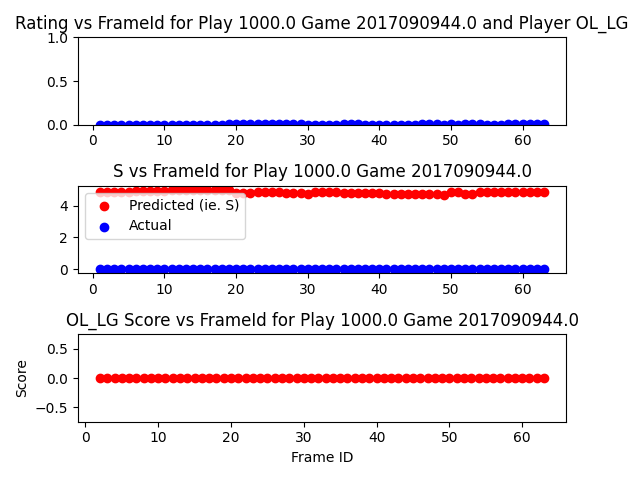 Rating vs FrameId for Play 1000.0 Game 2017090944.0 and Player OL_LG
1.0
0.5
0.0
0 10 20 30 40 50 60
S vs FrameId for Play 1000.0 Game 2017090944.0
4
2
0
Predicted (ie. S)
Actual
0 10 20 30 40 50 60
OL_LG Score vs FrameId for Play 1000.0 Game 2017090944.0
Score
0.5
0.0
−0.5
0 10 20 30 40 50 60
Frame ID